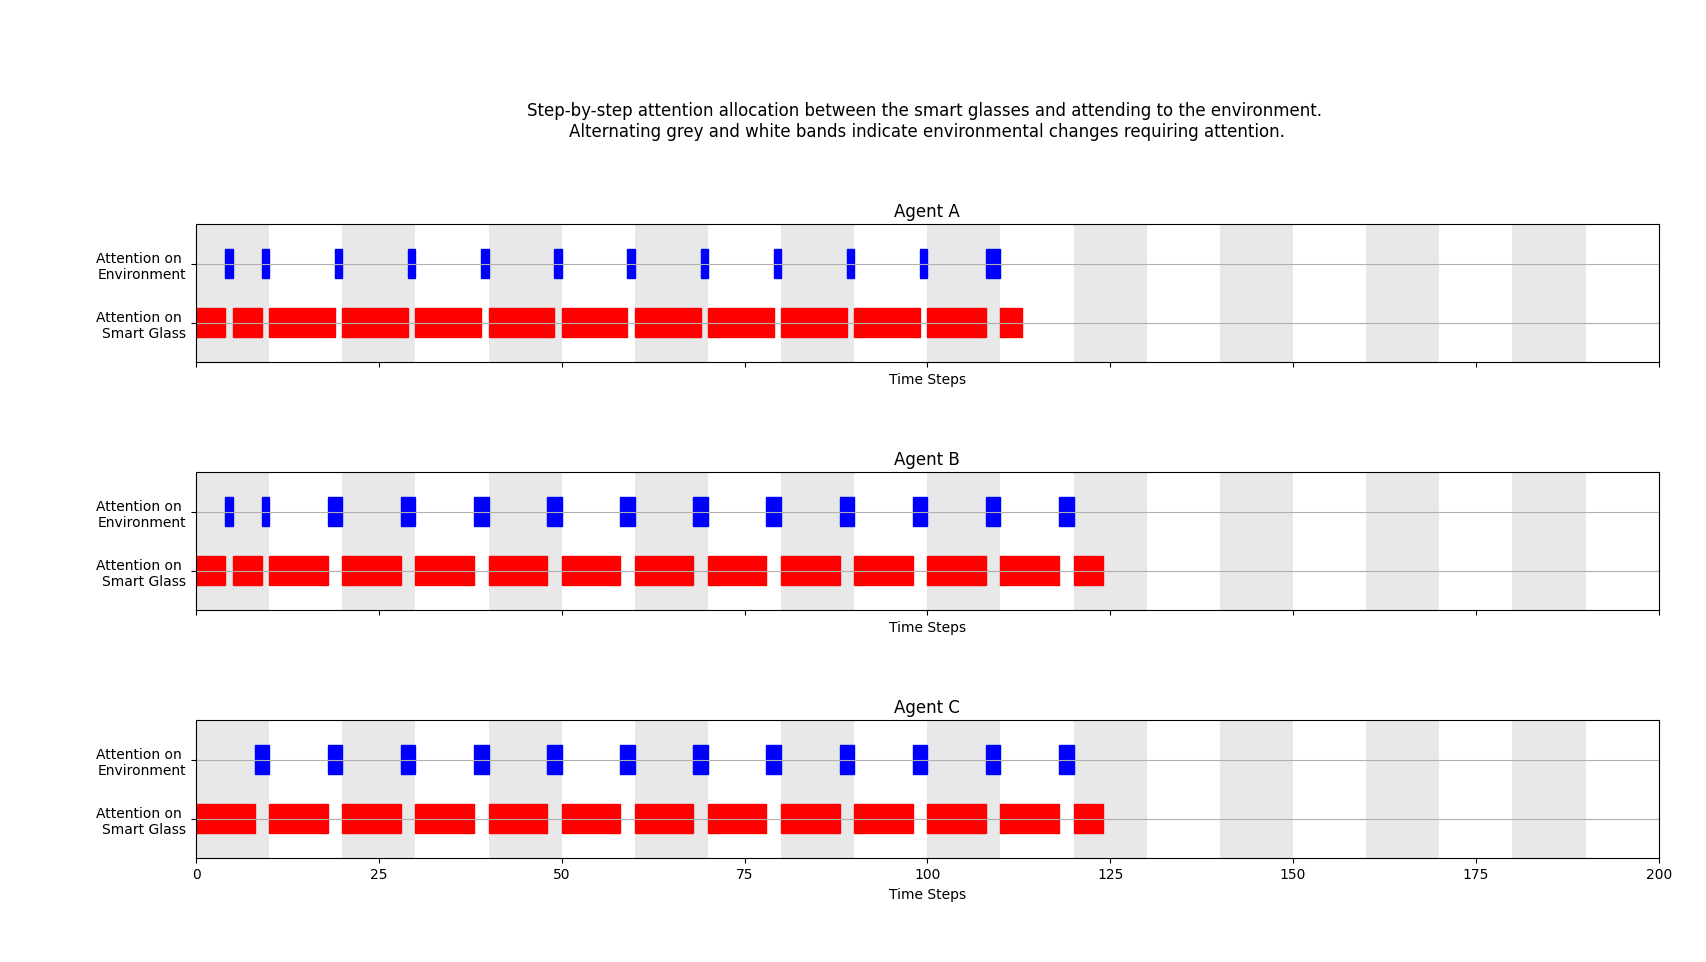 Step-by-step attention allocation between the smart glasses and attending to the environment.
Alternating grey and white bands indicate environmental changes requiring attention.
Agent A
Attention on
Environment
Attention on
Smart Glass
Time Steps
Agent B
Attention on
Environment
Attention on
Smart Glass
Time Steps
Agent C
Attention on
Environment
Attention on
Smart Glass
0 25 50 75 100 125 150 175 200
Time Steps